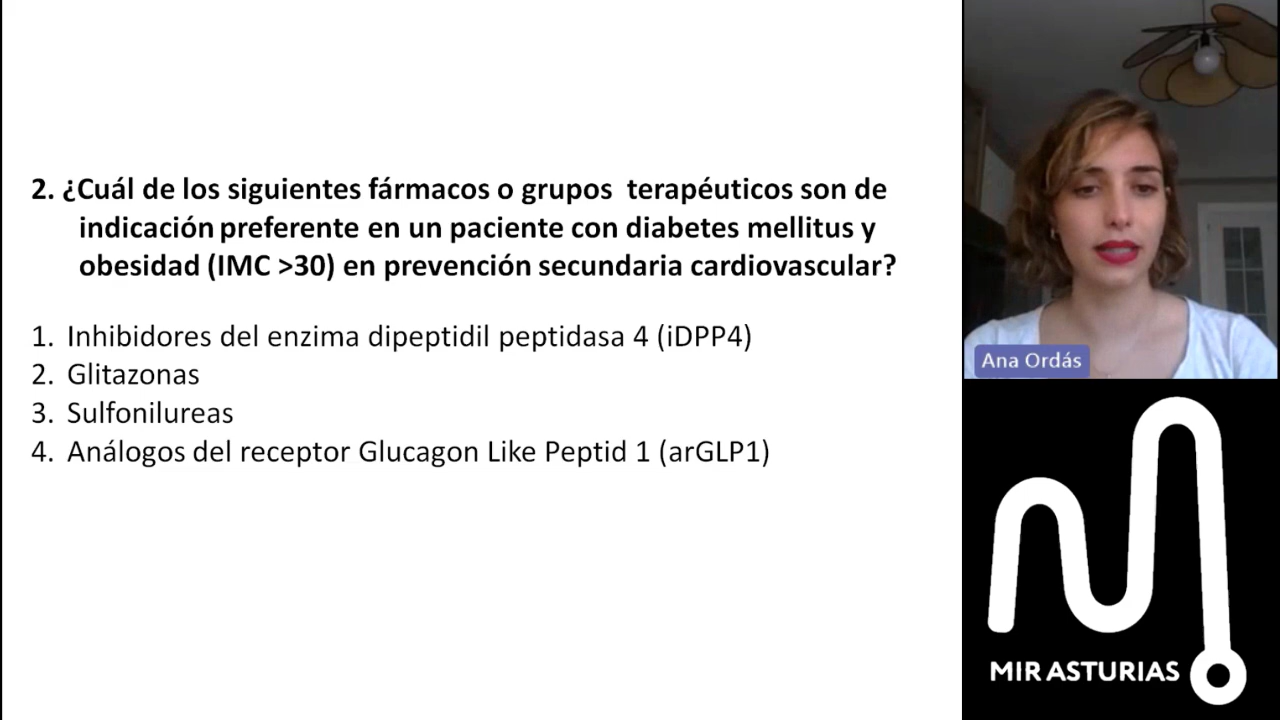 2. ¿Cuál de los siguientes fármacos o grupos terapéuticos son de
indicación preferente en un paciente con diabetes mellitus y
obesidad (IMC >30) en prevención secundaria cardiovascular?
1. Inhibidores del enzima dipeptidil peptidasa 4 (iDPP4)
2. Glitazonas
3. Sulfonilureas
4. Análogos del receptor Glucagon Like Peptid 1 (arGLP1)
Ana Ordás
MIR ASTURIAS